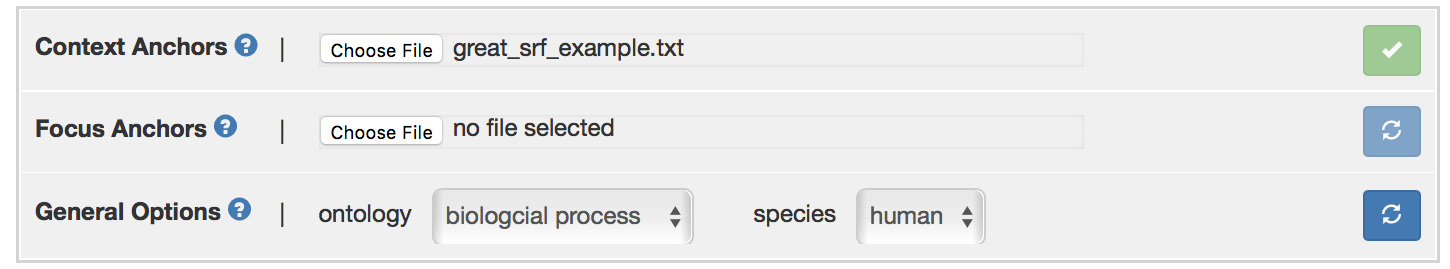 Context Anchors ? | Choose File great_srf_example.txt
Focus Anchors ? | Choose File no file selected
General Options ? | ontology biologcial process species human